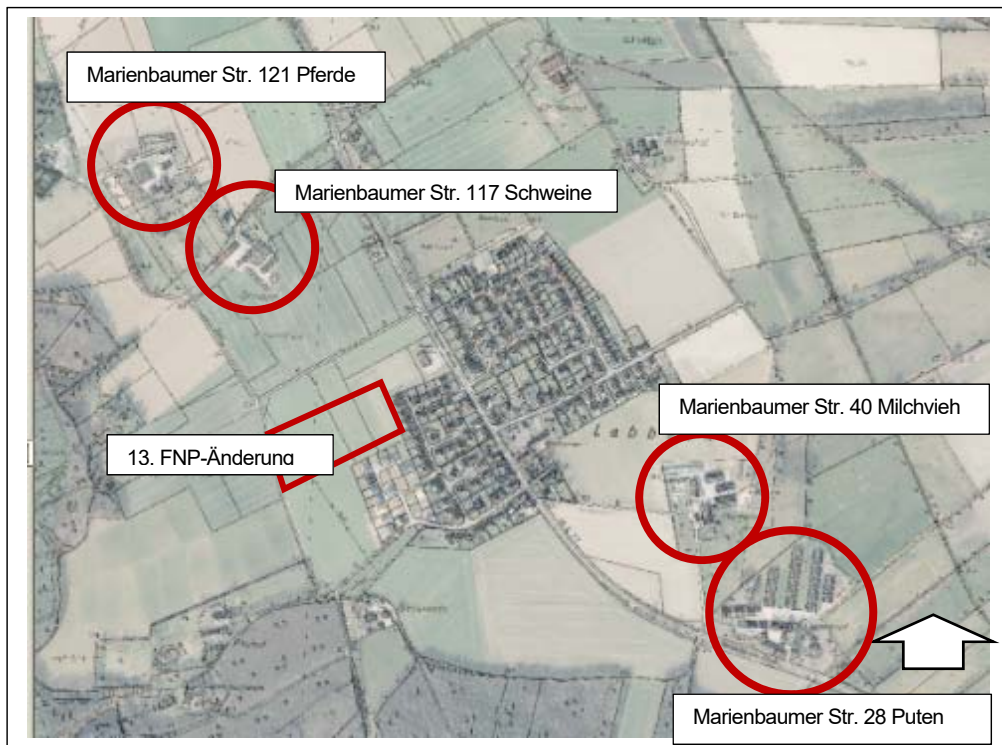 Marienbaumer Str. 121 Pferde
Marienbaumer Str. 117 Schweine
Marienbaumer Str. 40 Milchvieh
13. FNP-Änderung
Marienbaumer Str. 28 Puten